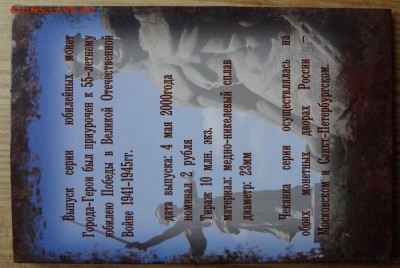 Выпуск серии юбилейных монет
Города-Герои был приурочен к 55-летнему
юбилею Победы в Великой Отечественной
Войне 1941-1945гг.
дата выпуска: 4 мая 2000года
номинал 2 рубля
Тираж 10 млн. экз.
материал: медно-никелевый сплав
диаметр: 23мм
Чеканка серии осуществлялась на
обоих монетных дворах России –
Московском и Санкт-Петербургском.